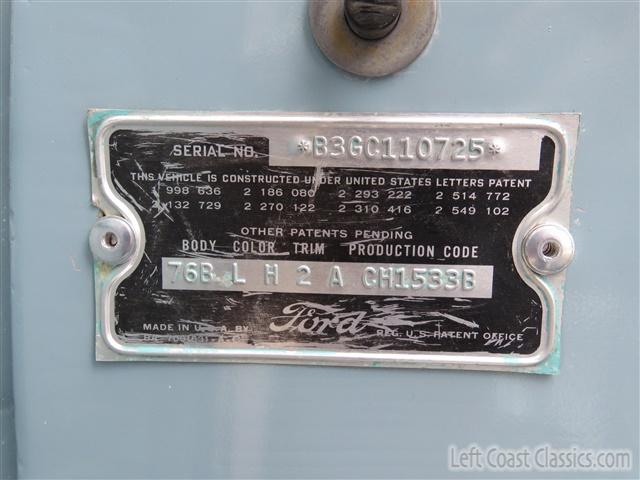 SERIAL NO. *B3GC110725*
THIS VEHICLE IS CONSTRUCTED UNDER UNITED STATES LETTERS PATENT
998 636 2 186 080 2 293 222 2 514 772
2 132 729 2 270 122 2 310 416 2 549 102
OTHER PATENTS PENDING
BODY COLOR TRIM PRODUCTION CODE
76B L H 2 A CH1533B
MADE IN U.S.A. BY Ford REG. U.S. PATENT OFFICE
Left Coast Classics.com